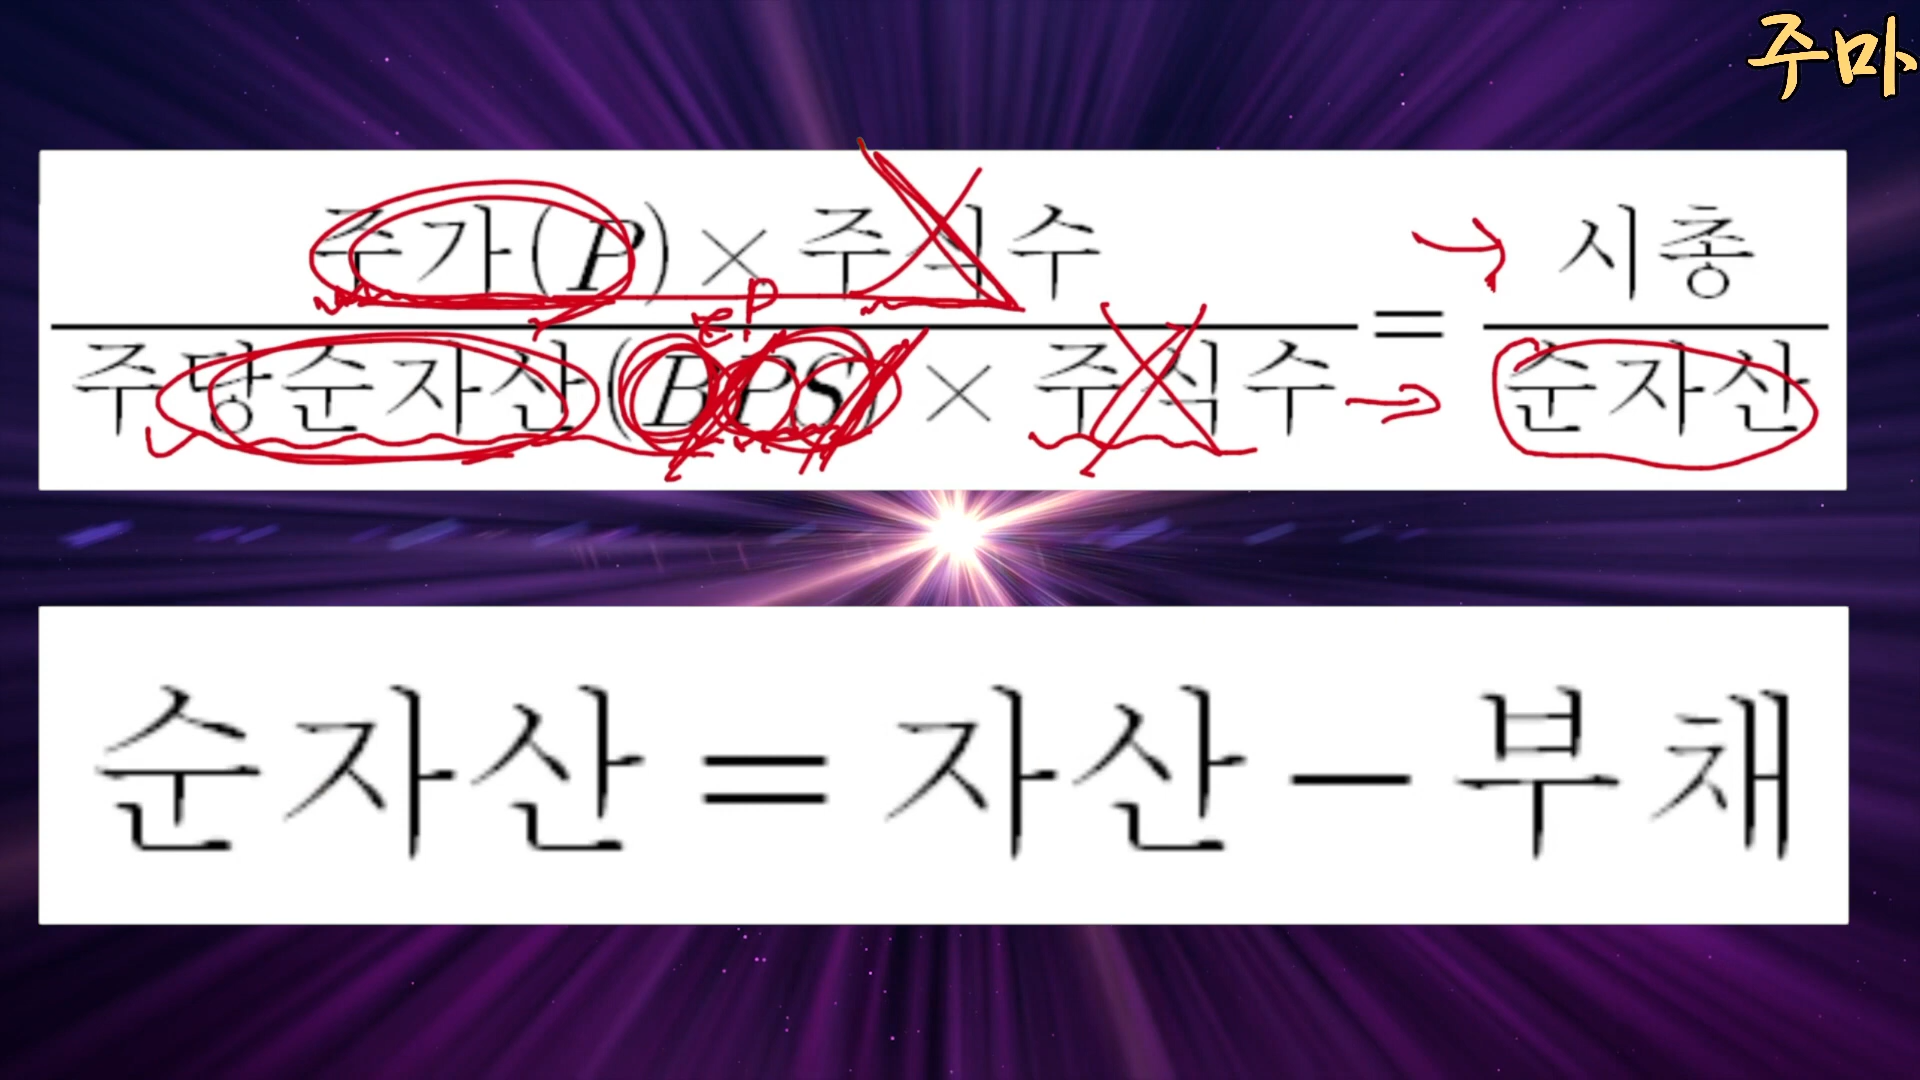 주마
주가(P) × 주식수
주당순자산(BPS) × 주식수
= 시총
순자산
순자산 = 자산 − 부채